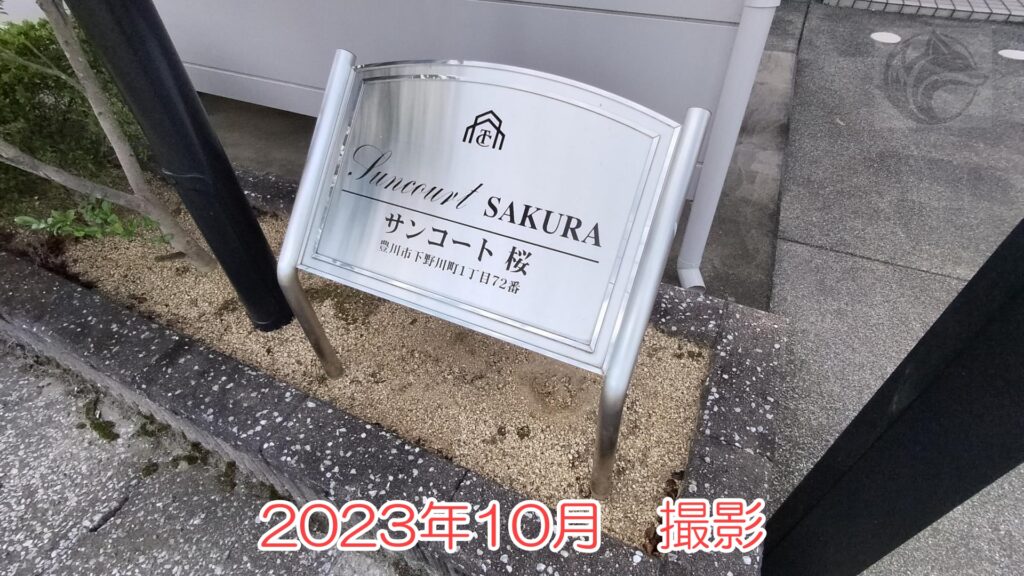 Suncourt SAKURA
サンコート 桜
豊川市下野川町1丁目72番
2023年10月 撮影